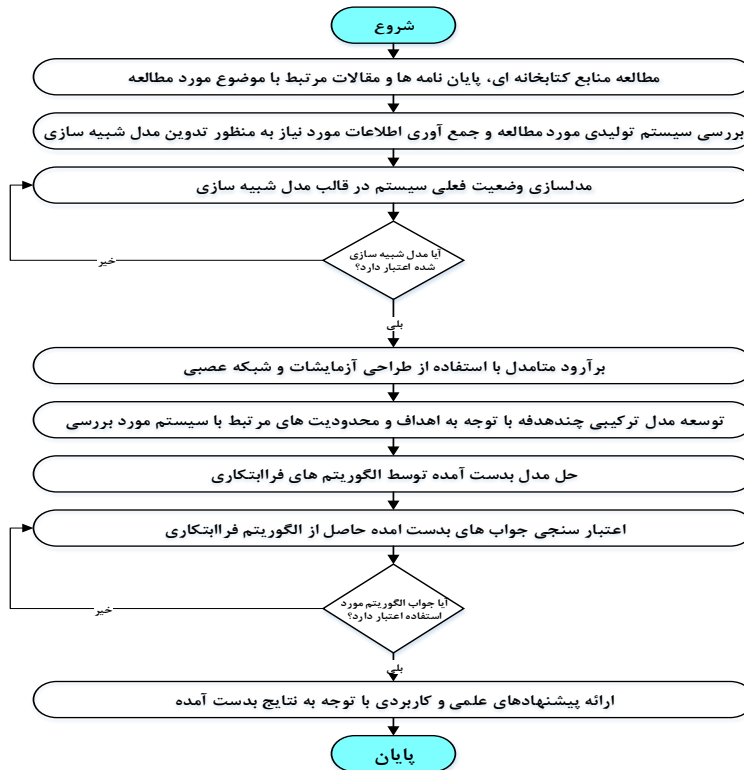 شروع
مطالعه منابع کتابخانه ای، پایان نامه ها و مقالات مرتبط با موضوع مورد مطالعه
بررسی سیستم تولیدی مورد مطالعه و جمع آوری اطلاعات مورد نیاز به منظور تدوین مدل شبیه سازی
مدلسازی وضعیت فعلی سیستم در قالب مدل شبیه سازی
آیا مدل شبیه سازی
شده اعتبار دارد؟
خیر
بلی
برآرود متامدل با استفاده از طراحی آزمایشات و شبکه عصبی
توسعه مدل ترکیبی چندهدفه با توجه به اهداف و محدودیت های مرتبط با سیستم مورد بررسی
حل مدل بدست آمده توسط الگوریتم های فراابتکاری
اعتبار سنجی جواب های بدست امده حاصل از الگوریتم فراابتکاری
آیا جواب الگوریتم مورد
استفاده اعتبار دارد؟
خیر
بلی
ارائه پیشنهادهای علمی و کاربردی با توجه به نتایج بدست آمده
پایان